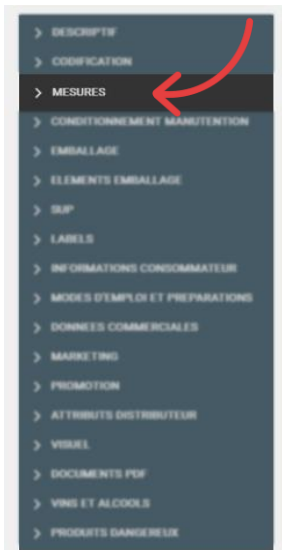 DESCRIPTIF
CODIFICATION
MESURES
CONDITIONNEMENT MANUTENTION
EMBALLAGE
ELEMENTS EMBALLAGE
SUP
LABELS
INFORMATIONS CONSOMMATEUR
MODES D'EMPLOI ET PREPARATIONS
DONNEES COMMERCIALES
MARKETING
PROMOTION
ATTRIBUTS DISTRIBUTEUR
VISUEL
DOCUMENTS PDF
VINS ET ALCOOLS
PRODUITS DANGEREUX